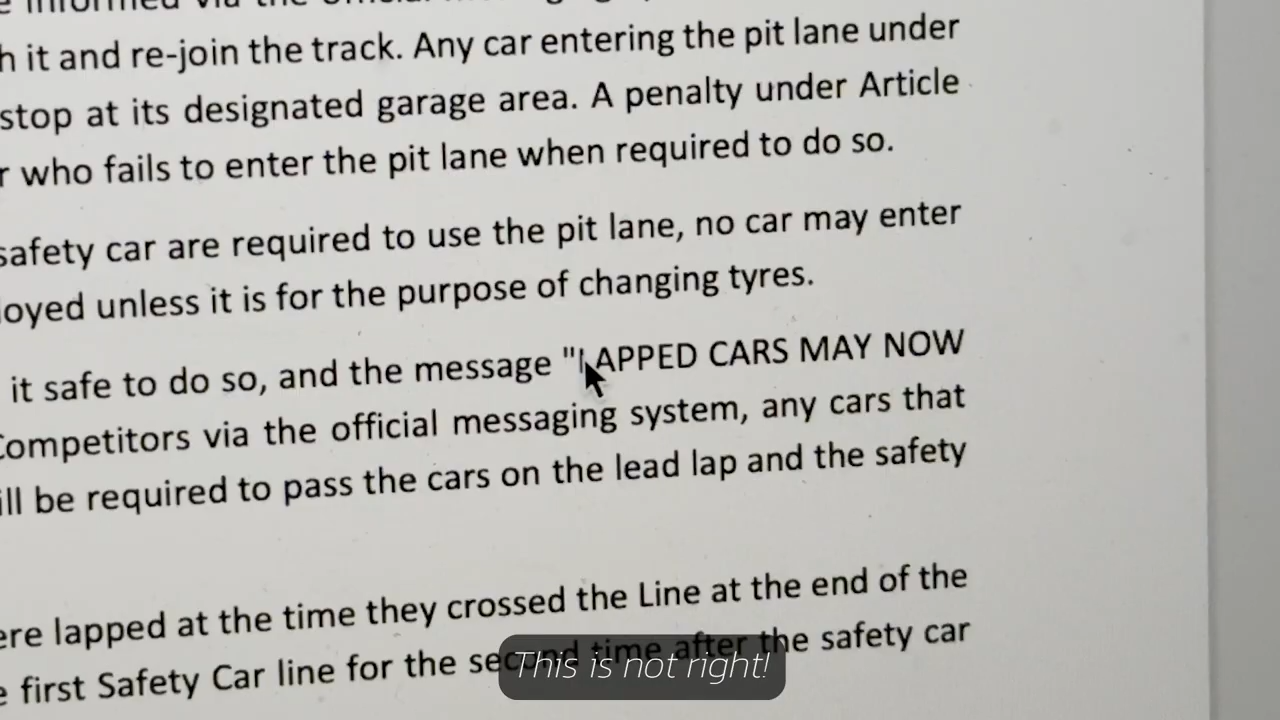 h it and re-join the track. Any car entering the pit lane under
stop at its designated garage area. A penalty under Article
r who fails to enter the pit lane when required to do so.
safety car are required to use the pit lane, no car may enter
loyed unless it is for the purpose of changing tyres.
it safe to do so, and the message "LAPPED CARS MAY NOW
Competitors via the official messaging system, any cars that
ill be required to pass the cars on the lead lap and the safety
ere lapped at the time they crossed the Line at the end of the
e first Safety Car line for the second time after the safety car
This is not right!